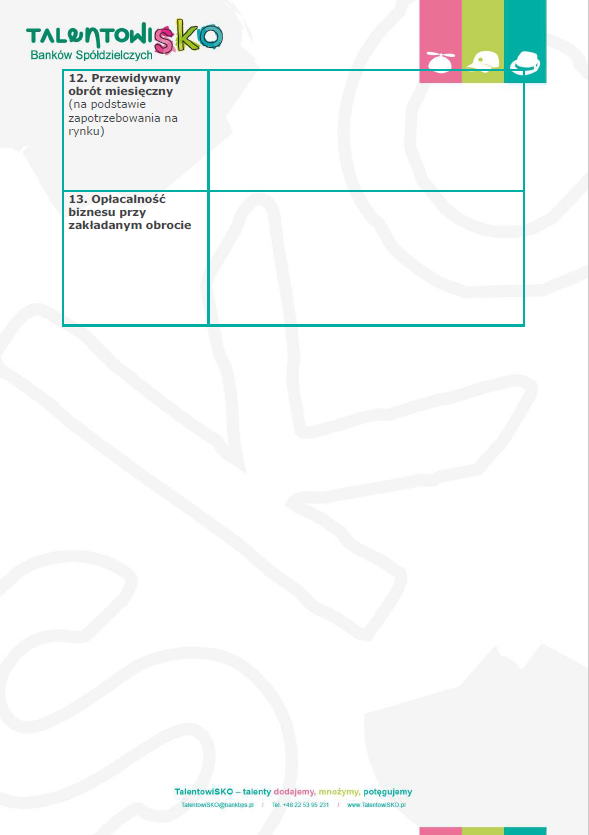 TALENTOWISKO
Banków Spółdzielczych
12. Przewidywany
obrót miesięczny
(na podstawie
zapotrzebowania na
rynku)
13. Opłacalność
biznesu przy
zakładanym obrocie
TalentowiSKO – talenty dodajemy, mnożymy, potęgujemy
TalentowiSKO@bankbps.pl / Tel. +48 22 53 95 231 / www.TalentowiSKO.pl